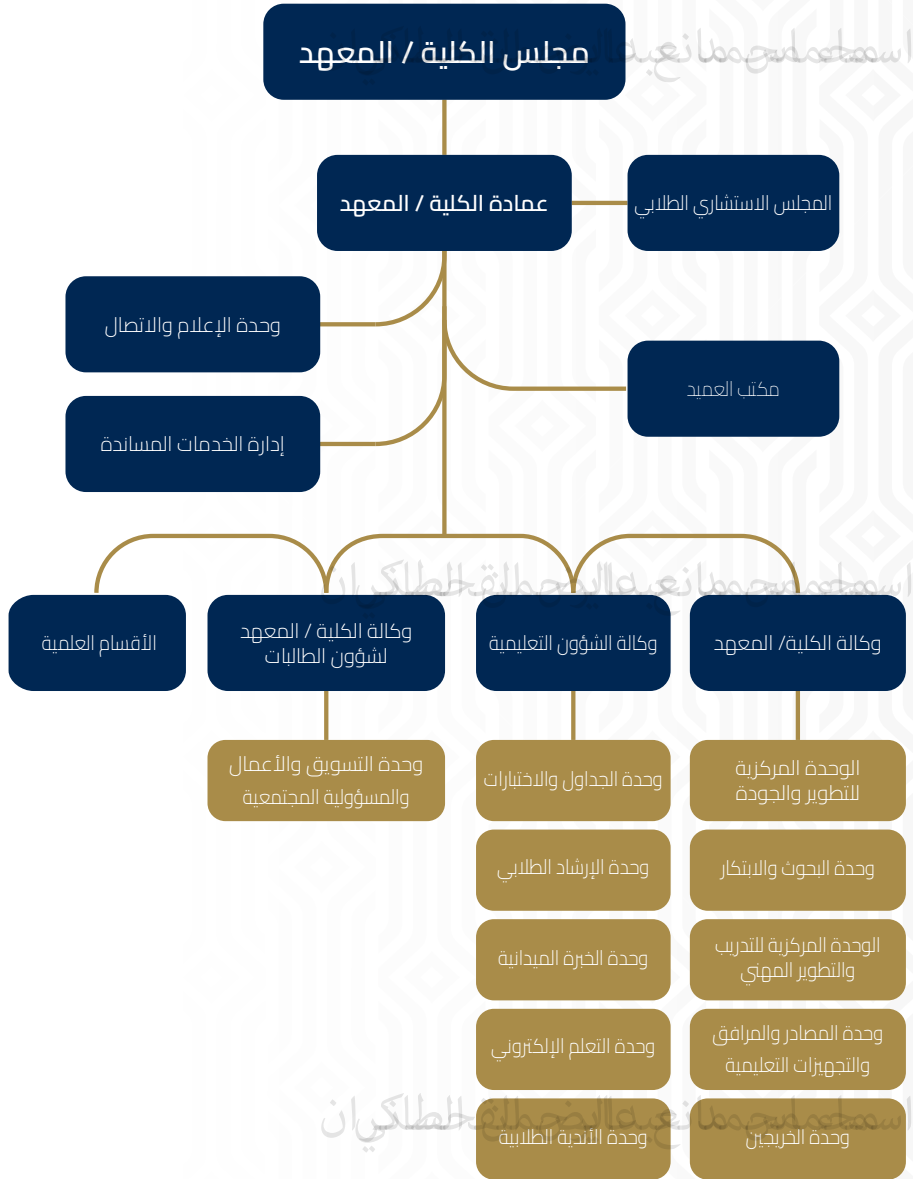 مجلس الكلية / المعهد
عمادة الكلية / المعهد
المجلس الاستشاري الطلابي
وحدة الإعلام والاتصال
مكتب العميد
إدارة الخدمات المساندة
وكالة الكلية/ المعهد
وكالة الشؤون التعليمية
وكالة الكلية / المعهد
لشؤون الطالبات
الأقسام العلمية
الوحدة المركزية
للتطوير والجودة
وحدة الجداول والاختبارات
وحدة التسويق والأعمال
والمسؤولية المجتمعية
وحدة البحوث والابتكار
وحدة الإرشاد الطلابي
الوحدة المركزية للتدريب
والتطوير المهني
وحدة الخبرة الميدانية
وحدة المصادر والمرافق
والتجهيزات التعليمية
وحدة التعلم الإلكتروني
وحدة الخريجين
وحدة الأندية الطلابية